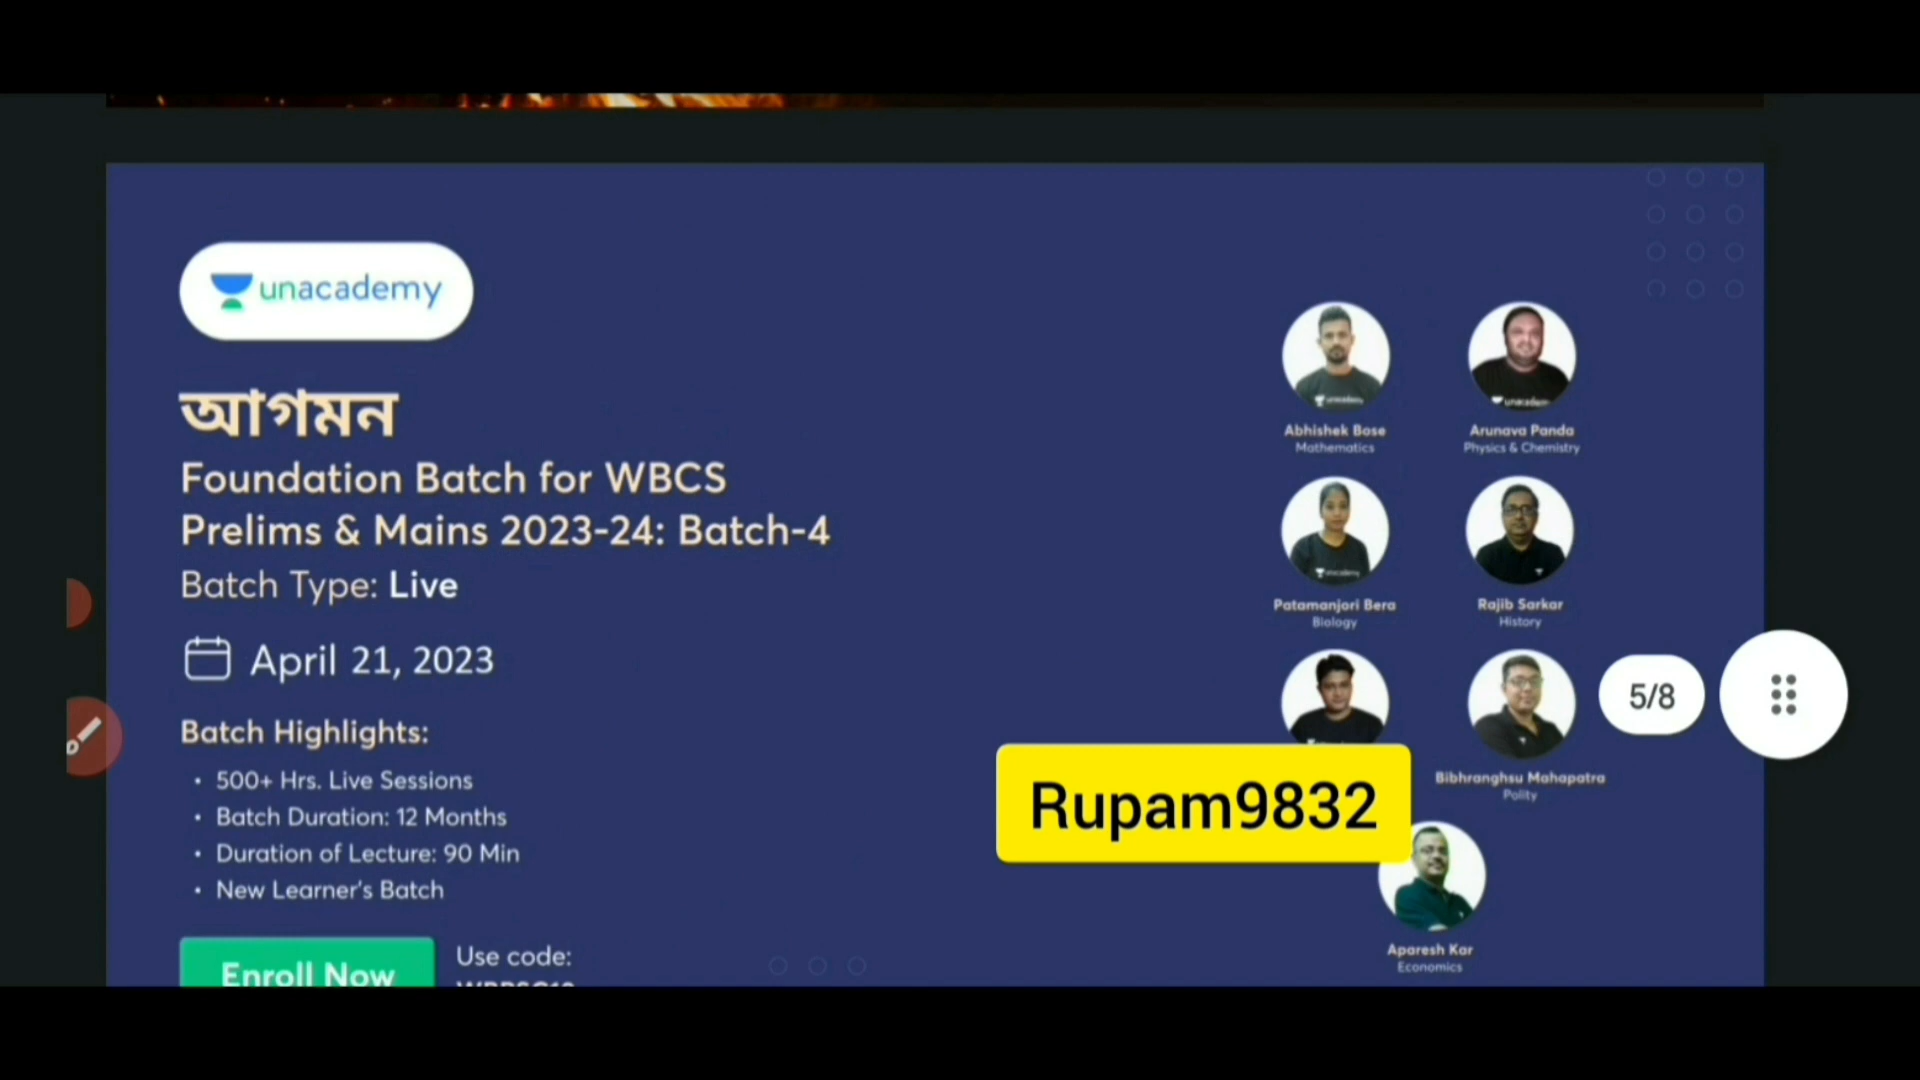 unacademy
আগমন
Foundation Batch for WBCS
Prelims & Mains 2023-24: Batch-4
Batch Type: Live
April 21, 2023
Batch Highlights:
• 500+ Hrs. Live Sessions
• Batch Duration: 12 Months
• Duration of Lecture: 90 Min
• New Learner's Batch
Enroll Now
Use code:
Abhishek Bose
Mathematics
Arunava Panda
Physics & Chemistry
Patamanjori Bera
Biology
Rajib Sarkar
History
Bibhranghsu Mahapatra
Polity
5/8
Rupam9832
Aparesh Kar
Economics